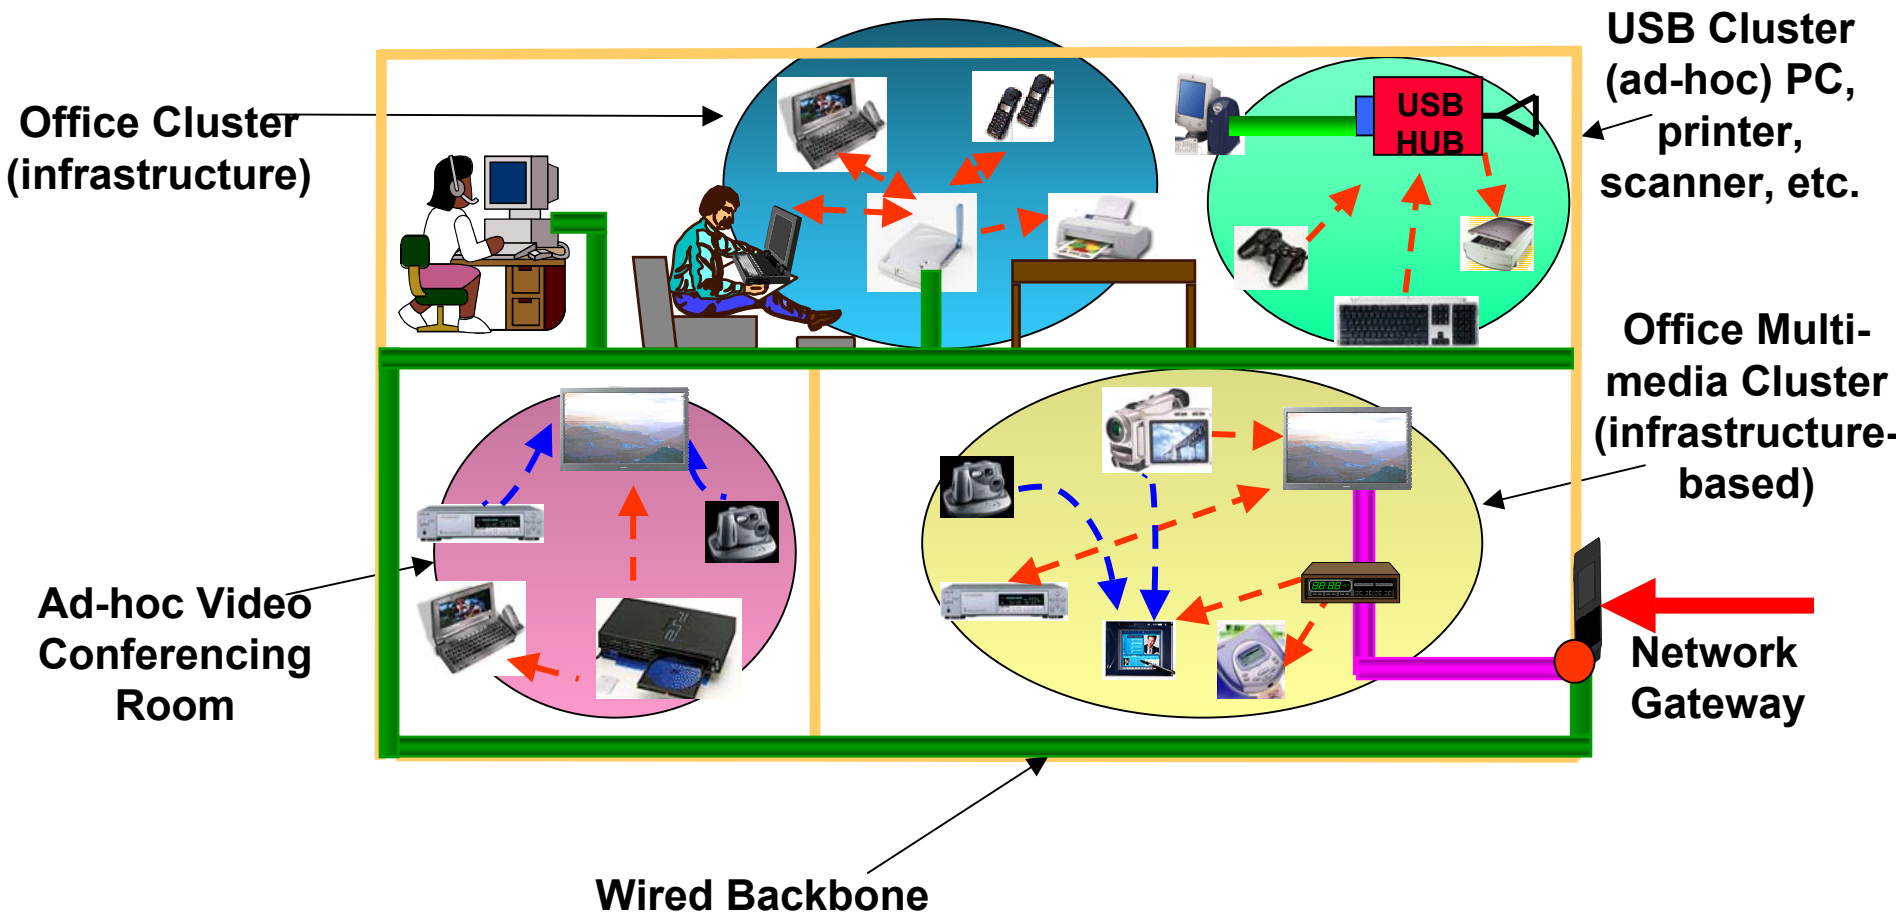 USB Cluster
(ad-hoc) PC,
printer,
scanner, etc.
Office Cluster
(infrastructure)
USB
HUB
Office Multi-
media Cluster
(infrastructure-
based)
Ad-hoc Video
Conferencing
Room
Network
Gateway
Wired Backbone